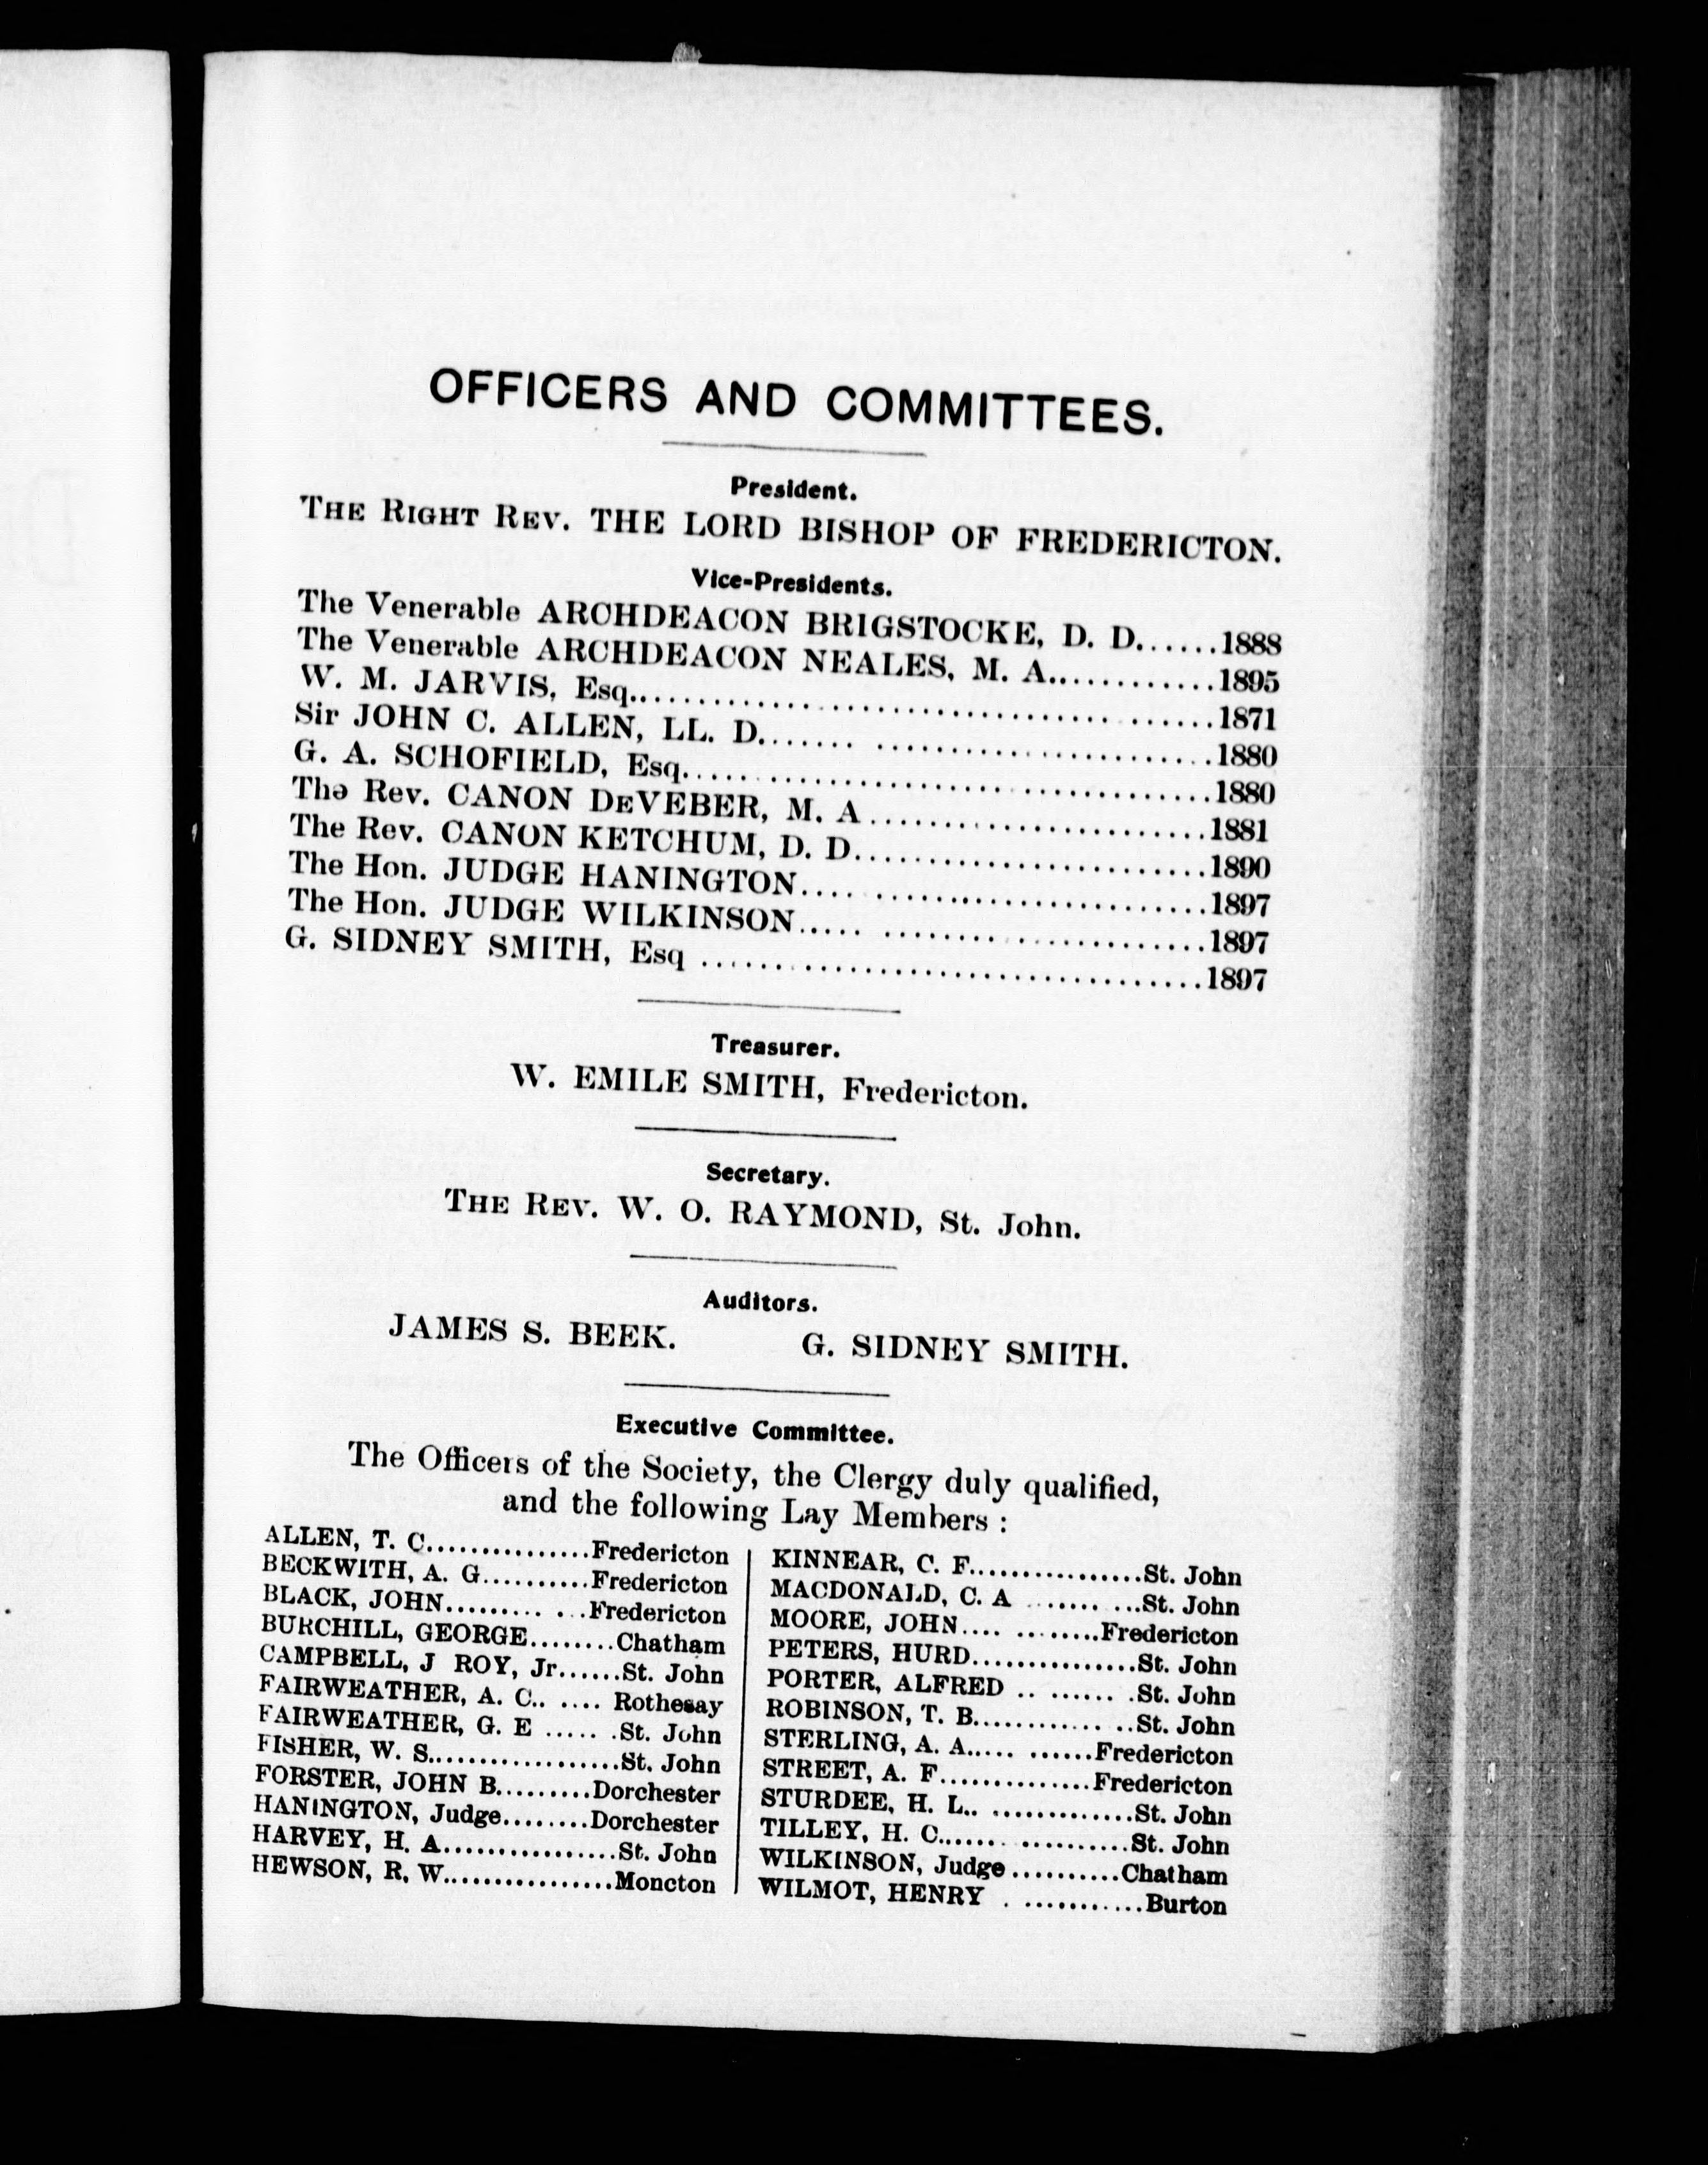 OFFICERS AND COMMITTEES.
President.
THE RIGHT REV. THE LORD BISHOP OF FREDERICTON.
Vice-Presidents.
The Venerable ARCHDEACON BRIGSTOCKE, D. D......1888
The Venerable ARCHDEACON NEALES, M. A.............1895
W. M. JARVIS, Esq..........................................1871
Sir JOHN C. ALLEN, LL. D..................................1880
G. A. SCHOFIELD, Esq.....................................1880
The Rev. CANON DEVEBER, M. A.........................1881
The Rev. CANON KETCHUM, D. D.........................1890
The Hon. JUDGE HANINGTON.............................1897
The Hon. JUDGE WILKINSON.............................1897
G. SIDNEY SMITH, Esq ...................................1897
Treasurer.
W. EMILE SMITH, Fredericton.
Secretary.
THE REV. W. O. RAYMOND, St. John.
Auditors.
JAMES S. BEEK. G. SIDNEY SMITH.
Executive Committee.
The Officers of the Society, the Clergy duly qualified,
and the following Lay Members :
ALLEN, T. C................Fredericton
BECKWITH, A. G..........Fredericton
BLACK, JOHN......... ...Fredericton
BURCHILL, GEORGE........Chatham
CAMPBELL, J ROY, Jr......St. John
FAIRWEATHER, A. C.. .... Rothesay
FAIRWEATHER, G. E ......St. John
FISHER, W. S...................St. John
FORSTER, JOHN B.........Dorchester
HANINGTON, Judge........Dorchester
HARVEY, H. A.................St. John
HEWSON, R. W................Moncton
KINNEAR, C. F.................St. John
MACDONALD, C. A ....... ...St. John
MOORE, JOHN.... ........Fredericton
PETERS, HURD................St. John
PORTER, ALFRED .. ...... .St. John
ROBINSON, T. B............ ..St. John
STERLING, A. A..... ......Fredericton
STREET, A. F..............Fredericton
STURDEE, H. L.. .............St. John
TILLEY, H. C...... ...........St. John
WILKINSON, Judge..........Chatham
WILMOT, HENRY . ............Burton